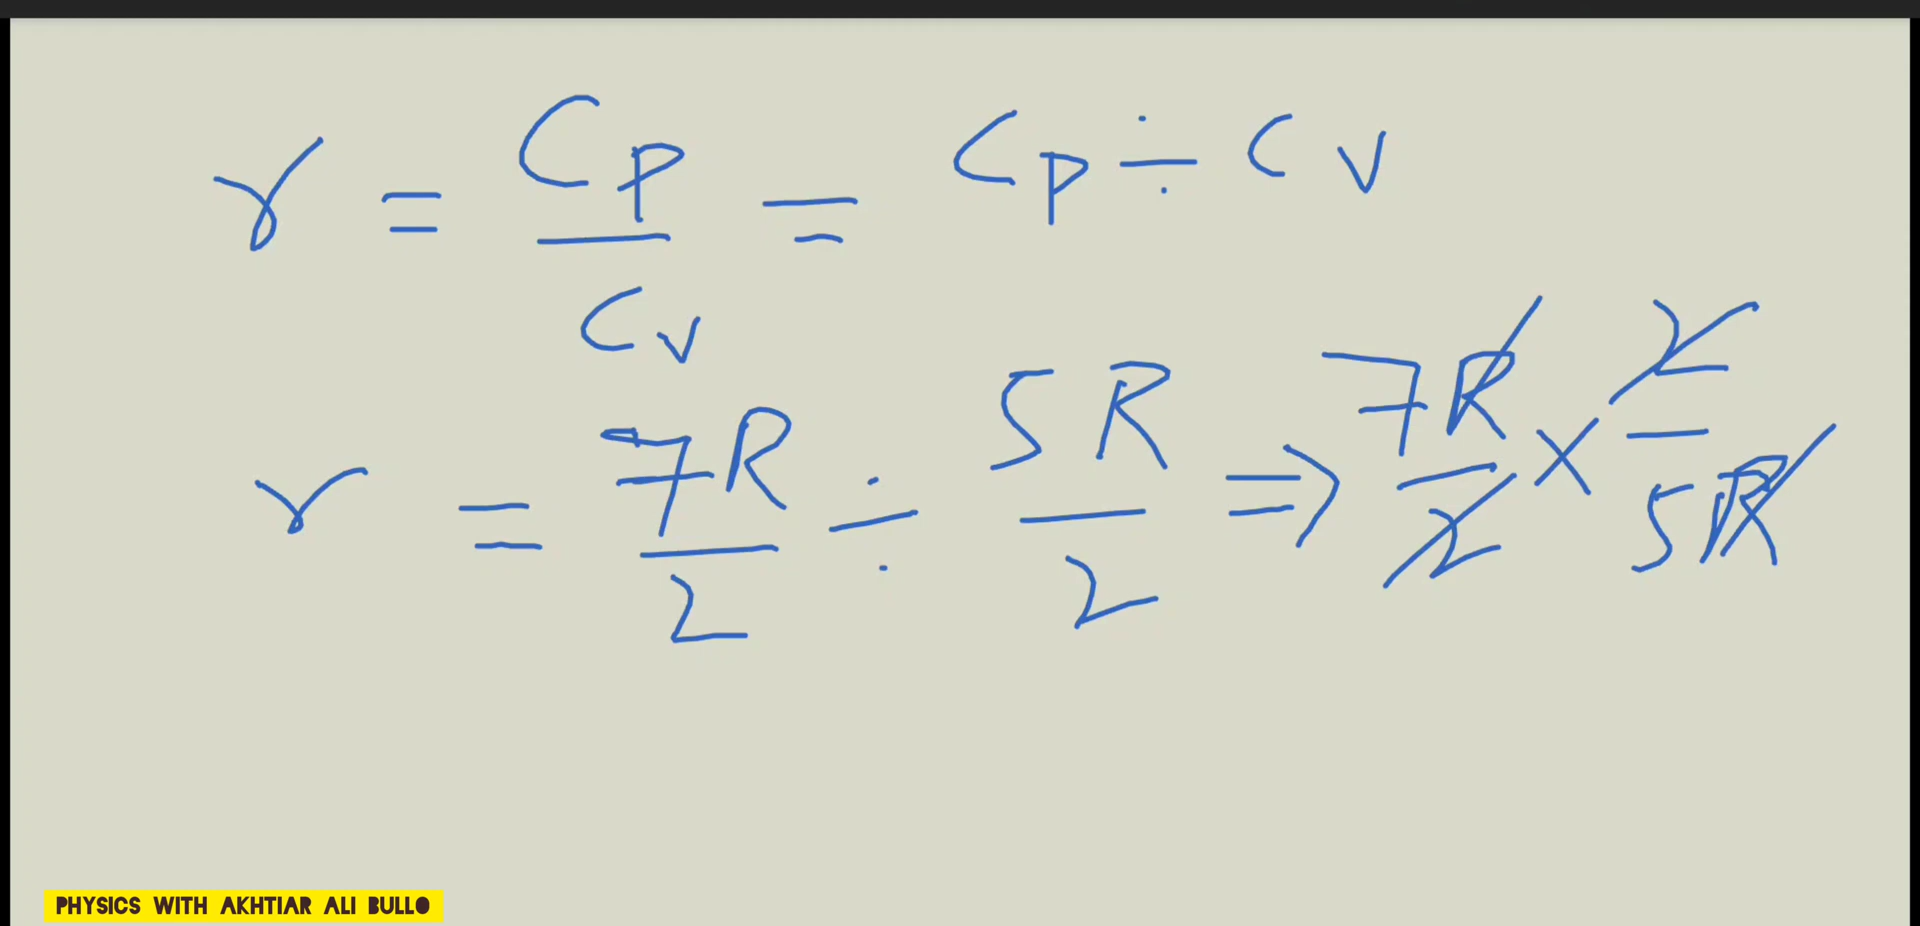 γ = Cp/Cv = Cp ÷ Cv
γ = 7R/2 ÷ 5R/2 ⇒ 7R/2 × 2/5R
PHYSICS WITH AKHTIAR ALI BULLO